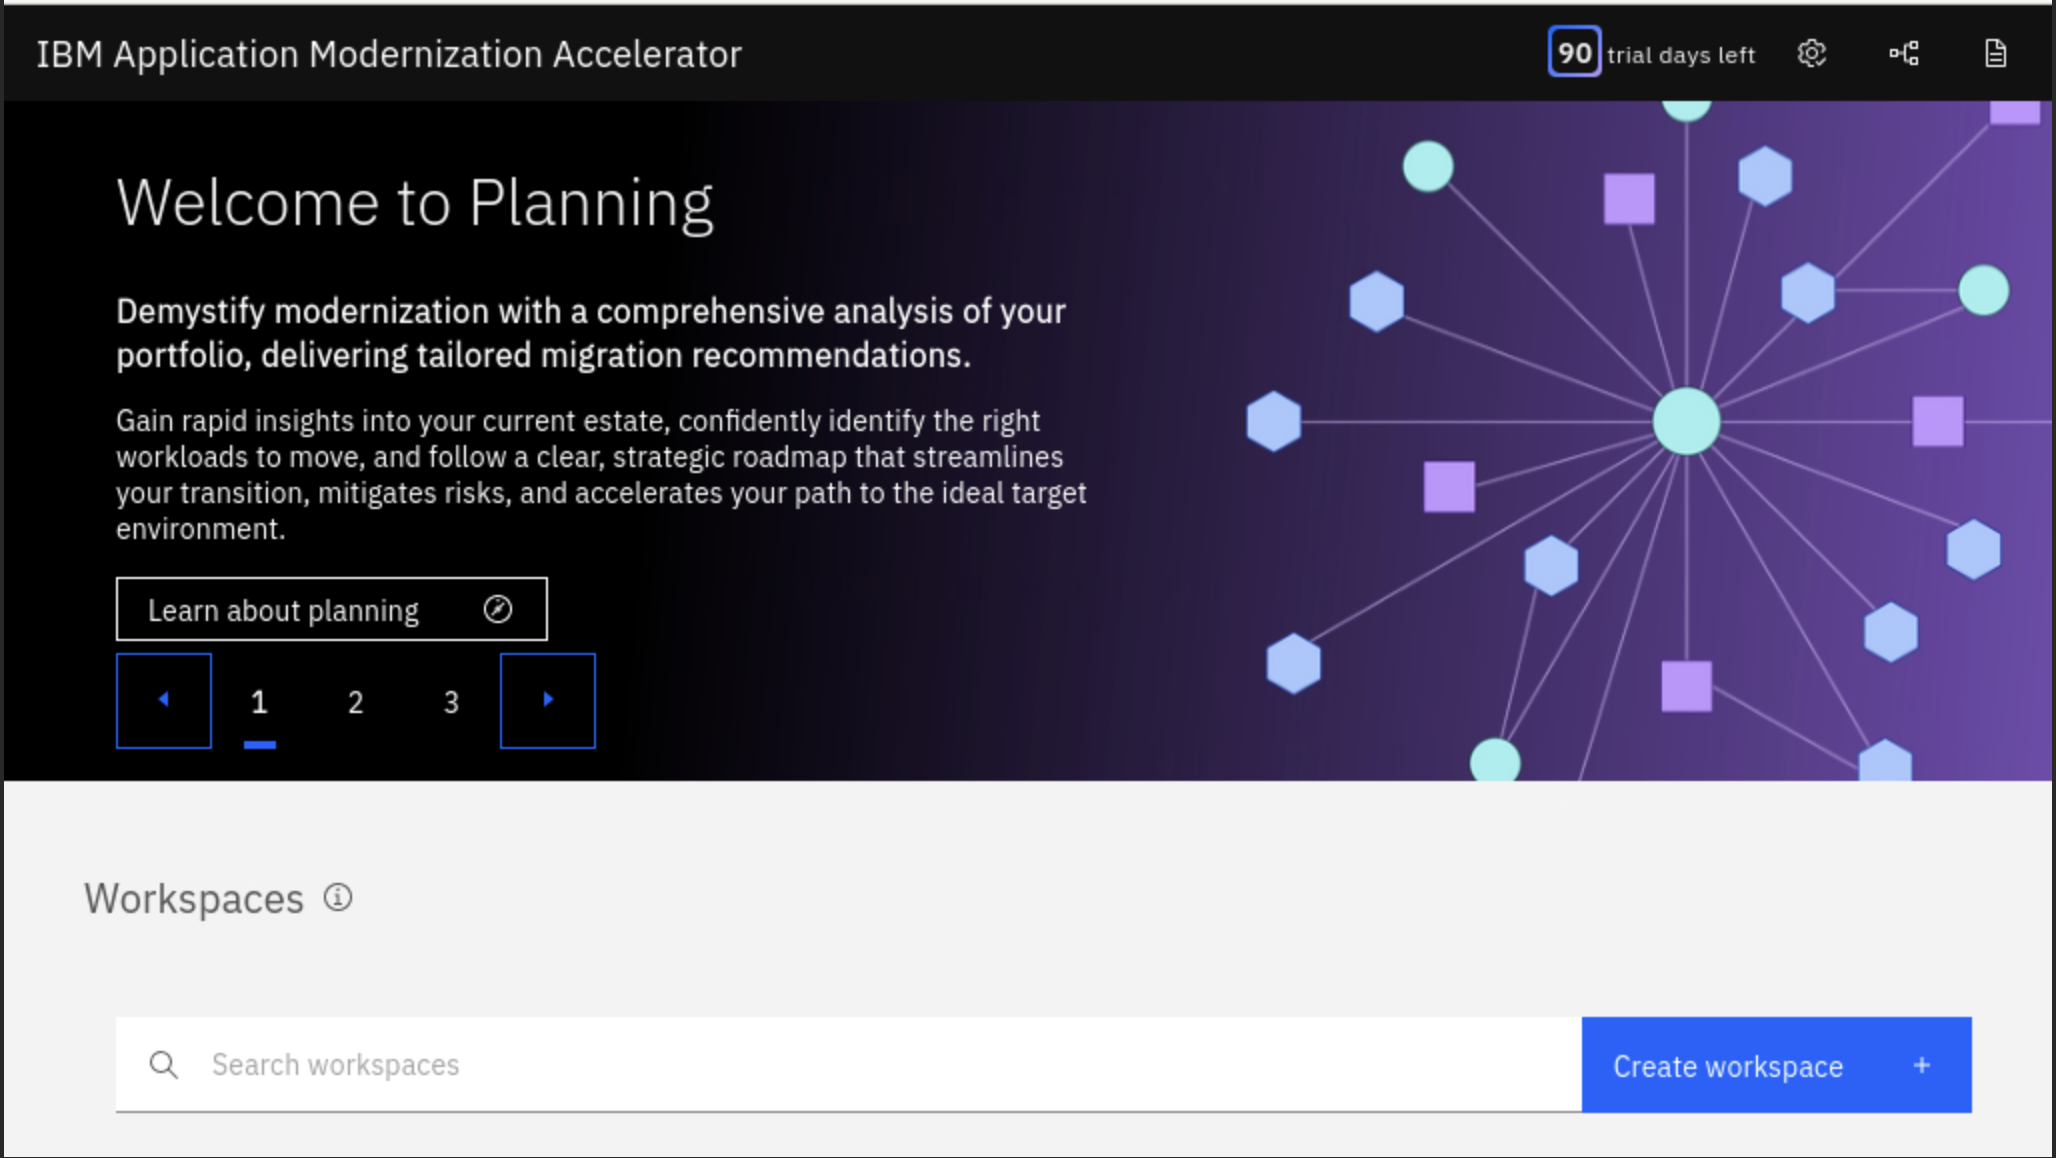 IBM Application Modernization Accelerator
90 trial days left
Welcome to Planning
Demystify modernization with a comprehensive analysis of your
portfolio, delivering tailored migration recommendations.
Gain rapid insights into your current estate, confidently identify the right
workloads to move, and follow a clear, strategic roadmap that streamlines
your transition, mitigates risks, and accelerates your path to the ideal target
environment.
Learn about planning
1 2 3
Workspaces
Search workspaces
Create workspace +